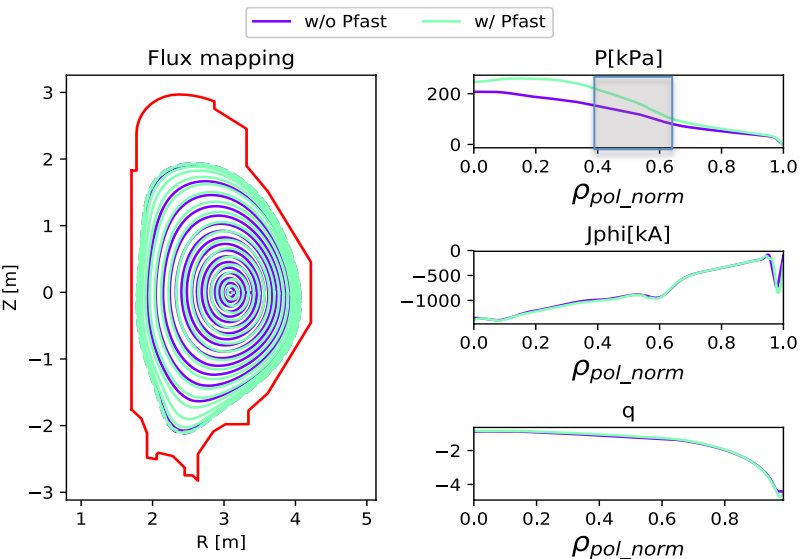 w/o Pfast w/ Pfast
Flux mapping
3
2
1
0
−1
−2
−3
Z [m]
1 2 3 4 5
R [m]
P[kPa]
200
0
0.0 0.2 0.4 0.6 0.8 1.0
ρpol_norm
Jphi[kA]
0
−500
−1000
0.0 0.2 0.4 0.6 0.8 1.0
ρpol_norm
q
−2
−4
0.0 0.2 0.4 0.6 0.8 1.0
ρpol_norm